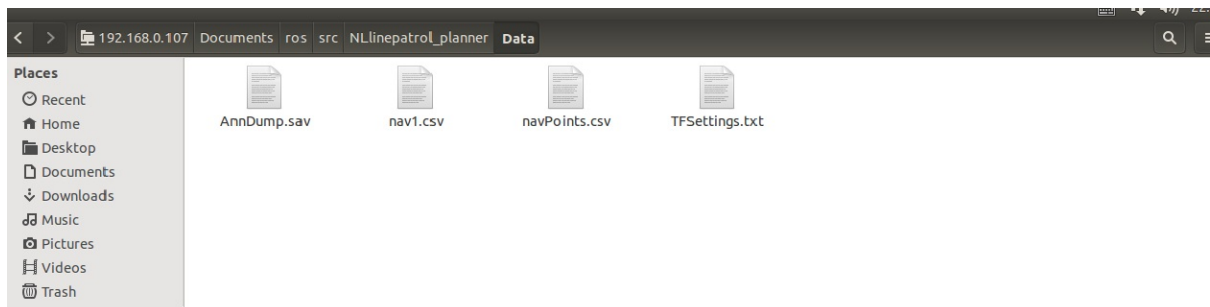 192.168.0.107 Documents ros src NLlinepatrol_planner Data
Places
Recent
Home
Desktop
Documents
Downloads
Music
Pictures
Videos
Trash
AnnDump.sav nav1.csv navPoints.csv TFSettings.txt